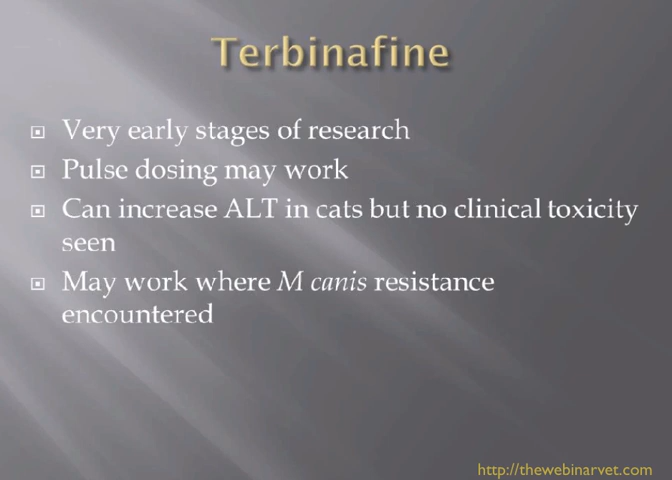 Terbinafine
Very early stages of research
Pulse dosing may work
Can increase ALT in cats but no clinical toxicity
seen
May work where M canis resistance
encountered
http://thewebinarvet.com